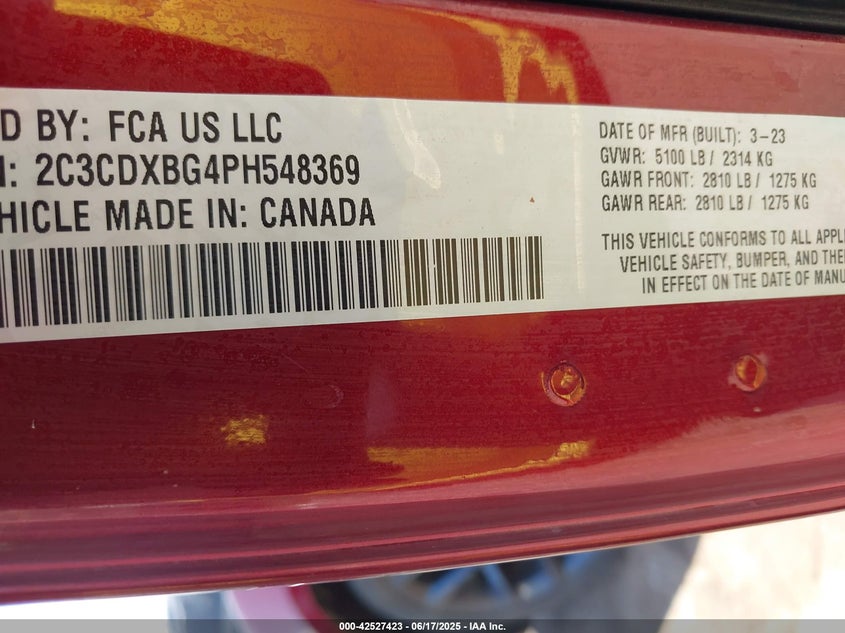 D BY: FCA US LLC
: 2C3CDXBG4PH548369
HICLE MADE IN: CANADA
DATE OF MFR (BUILT): 3-23
GVWR: 5100 LB / 2314 KG
GAWR FRONT: 2810 LB / 1275 KG
GAWR REAR: 2810 LB / 1275 KG
THIS VEHICLE CONFORMS TO ALL APPL
VEHICLE SAFETY, BUMPER, AND THE
IN EFFECT ON THE DATE OF MANU
000-42527423 - 06/17/2025 - IAA Inc.